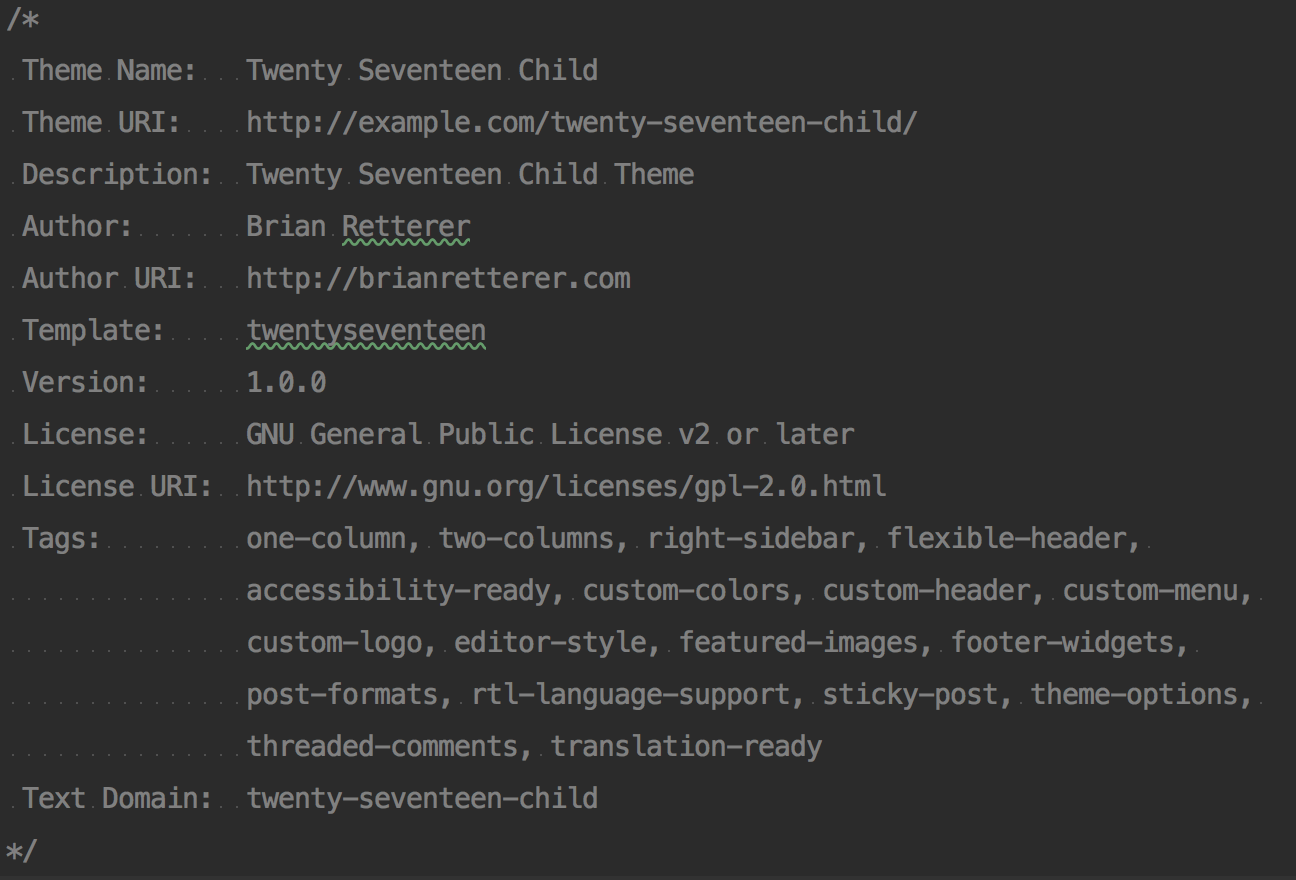 /*
Theme Name: Twenty Seventeen Child
Theme URI: http://example.com/twenty-seventeen-child/
Description: Twenty Seventeen Child Theme
Author: Brian Retterer
Author URI: http://brianretterer.com
Template: twentyseventeen
Version: 1.0.0
License: GNU General Public License v2 or later
License URI: http://www.gnu.org/licenses/gpl-2.0.html
Tags: one-column, two-columns, right-sidebar, flexible-header,
accessibility-ready, custom-colors, custom-header, custom-menu,
custom-logo, editor-style, featured-images, footer-widgets,
post-formats, rtl-language-support, sticky-post, theme-options,
threaded-comments, translation-ready
Text Domain: twenty-seventeen-child
*/